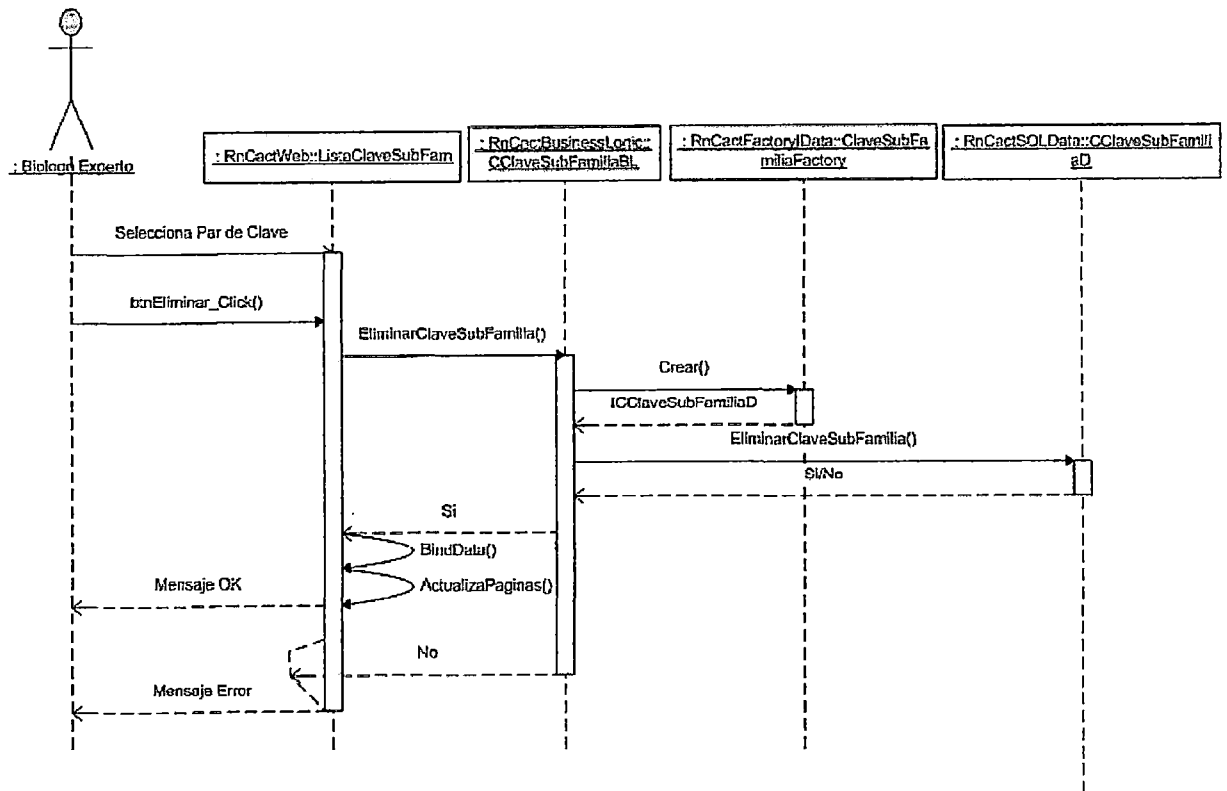 : Biologo Experto
: RnCactWeb::ListaClaveSubFam
: RnCactBusinessLogic::
CClaveSubFamiliaBL
: RnCactFactoryIData::ClaveSubFa
miliaFactory
: RnCactSQLData::CClaveSubFamili
aD
Selecciona Par de Clave
btnEliminar_Click()
EliminarClaveSubFamilia()
Crear()
ICClaveSubFamiliaD
EliminarClaveSubFamilia()
Si/No
Si
BindData()
ActualizaPaginas()
Mensaje OK
No
Mensaje Error